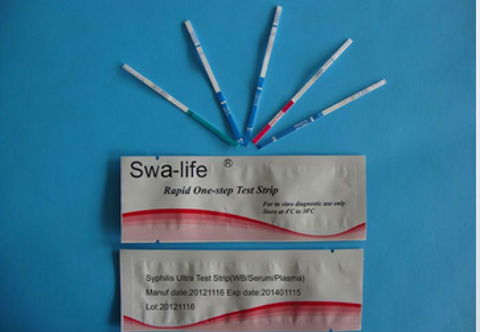 Swa-life ®
Rapid One-step Test Strip
For in vitro diagnostic use only
Store at 4°C to 30°C
Syphilis Ultra Test Strip(WB/Serum/Plasma)
Manuf date:20121116 Exp date:201401115
Lot:20121116